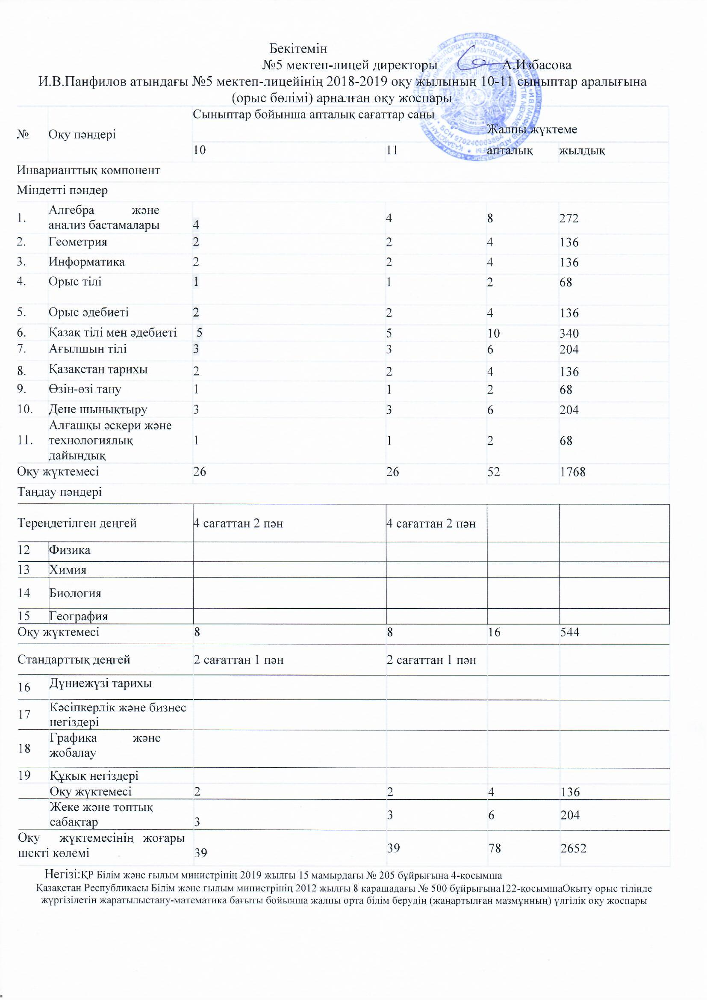 Бекітемін
№5 мектеп-лицей директоры А.Избасова
И.В.Панфилов атындағы №5 мектеп-лицейінің 2018-2019 оқу жылының 10-11 сыныптар аралығына
(орыс бөлімі) арналған оқу жоспары
№ Оқу пәндері Сыныптар бойынша апталық сағаттар саны Жалпы жүктеме
10 11 апталық жылдық
Инварианттық компонент
Міндетті пәндер
1. Алгебра және
анализ бастамалары 4 4 8 272
2. Геометрия 2 2 4 136
3. Информатика 2 2 4 136
4. Орыс тілі 1 1 2 68
5. Орыс әдебиеті 2 2 4 136
6. Қазақ тілі мен әдебиеті 5 5 10 340
7. Ағылшын тілі 3 3 6 204
8. Қазақстан тарихы 2 2 4 136
9. Өзін-өзі тану 1 1 2 68
10. Дене шынықтыру 3 3 6 204
11. Алғашқы әскери және
технологиялық 1 1 2 68
дайындық
Оқу жүктемесі 26 26 52 1768
Таңдау пәндері
Тереңдетілген деңгей 4 сағаттан 2 пән 4 сағаттан 2 пән
12 Физика
13 Химия
14 Биология
15 География
Оқу жүктемесі 8 8 16 544
Стандарттық деңгей 2 сағаттан 1 пән 2 сағаттан 1 пән
16 Дүниежүзі тарихы
17 Кәсіпкерлік және бизнес
негіздері
18 Графика және
жобалау
19 Құқық негіздері
Оқу жүктемесі 2 2 4 136
Жеке және топтық
сабақтар 3 3 6 204
Оқу жүктемесінің жоғары
шекті көлемі 39 39 78 2652
Негізі:ҚР Білім және ғылым министрінің 2019 жылғы 15 мамырдағы № 205 бұйрығына 4-қосымша
Қазақстан Республикасы Білім және ғылым министрінің 2012 жылғы 8 қарашадағы № 500 бұйрығына122-қосымшаОқыту орыс тілінде
жүргізілетін жаратылыстану-математика бағыты бойынша жалпы орта білім берудің (жаңартылған мазмұнның) үлгілік оқу жоспары
БСН 970240003364